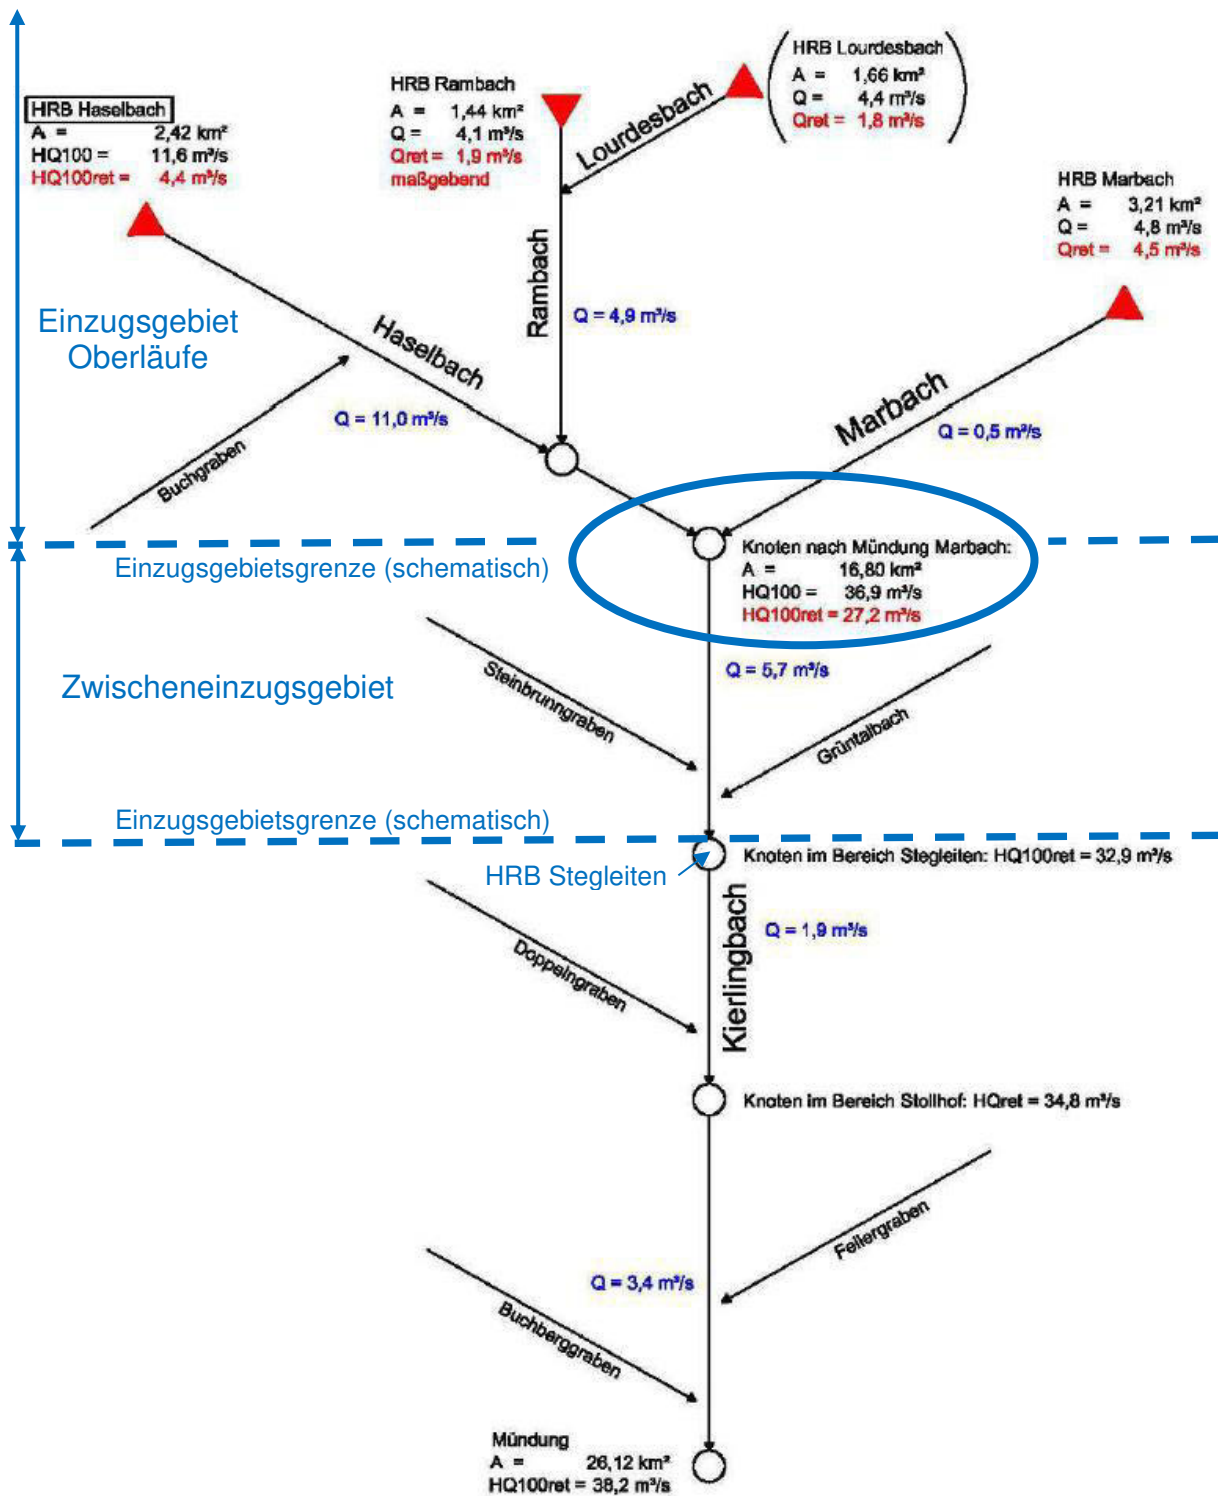 HRB Lourdesbach
A = 1,66 km²
Q = 4,4 m³/s
Qret = 1,8 m³/s
HRB Rambach
A = 1,44 km²
Q = 4,1 m³/s
Qret = 1,9 m³/s
maßgebend
HRB Haselbach
A = 2,42 km²
HQ100 = 11,6 m³/s
HQ100ret = 4,4 m³/s
Lourdesbach
HRB Marbach
A = 3,21 km²
Q = 4,8 m³/s
Qret = 4,5 m³/s
Rambach
Q = 4,9 m³/s
Einzugsgebiet
Oberläufe
Haselbach
Marbach
Q = 11,0 m³/s
Q = 0,5 m³/s
Buchgraben
Knoten nach Mündung Marbach:
A = 16,80 km²
HQ100 = 36,9 m³/s
HQ100ret = 27,2 m³/s
Einzugsgebietsgrenze (schematisch)
Q = 5,7 m³/s
Zwischeneinzugsgebiet
Steinbrunngraben
Grüntalbach
Einzugsgebietsgrenze (schematisch)
Knoten im Bereich Stegleiten: HQ100ret = 32,9 m³/s
HRB Stegleiten
Q = 1,9 m³/s
Doppelngraben
Kierlingbach
Knoten im Bereich Stollhof: HQret = 34,8 m³/s
Fellergraben
Q = 3,4 m³/s
Buchberggraben
Mündung
A = 26,12 km²
HQ100ret = 38,2 m³/s